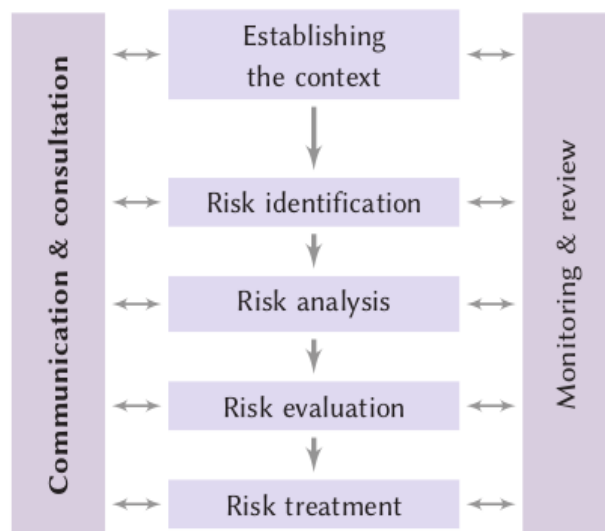 Communication & consultation
Establishing
the context
Risk identification
Risk analysis
Risk evaluation
Risk treatment
Monitoring & review